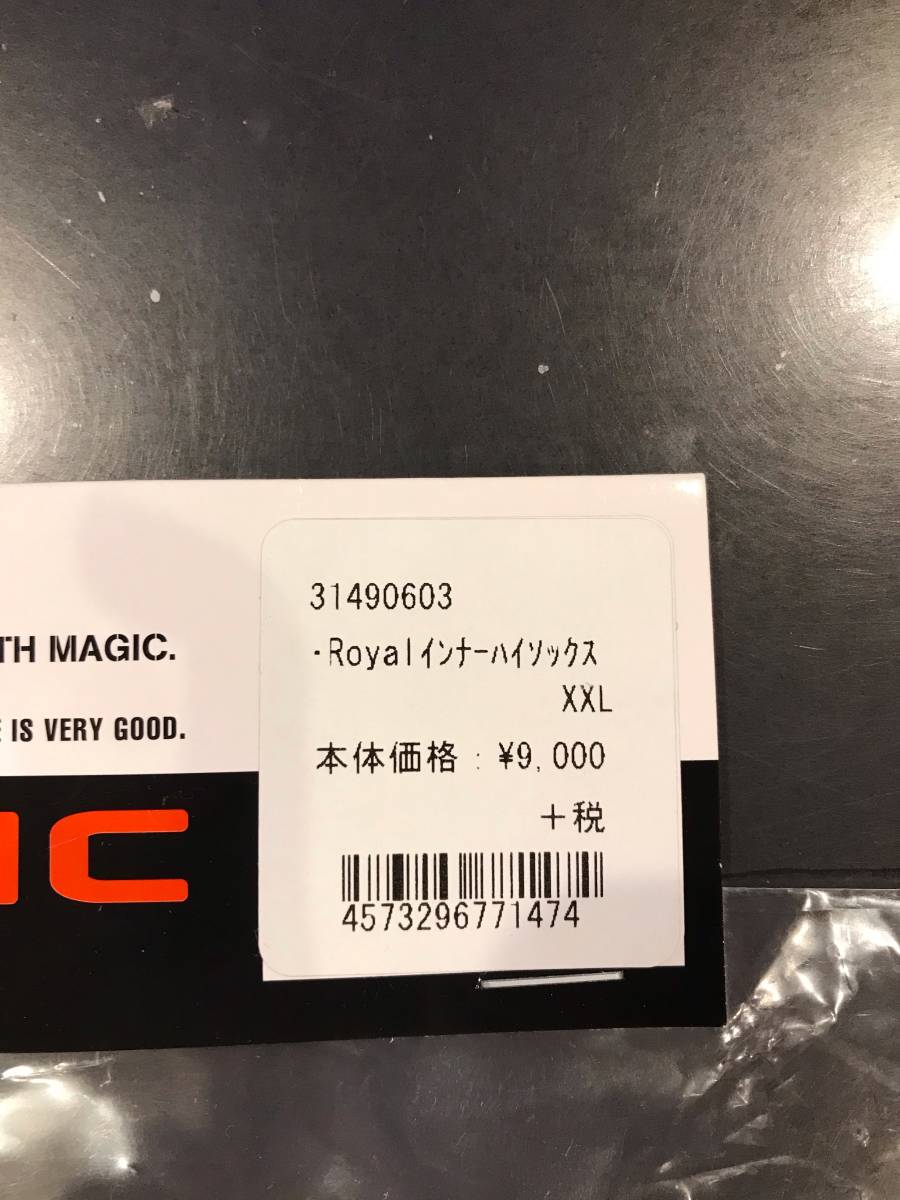 TH MAGIC.
IS VERY GOOD.
IC
31490603
・Royalインナーハイソックス
XXL
本体価格：¥9,000
＋税
4573296771474